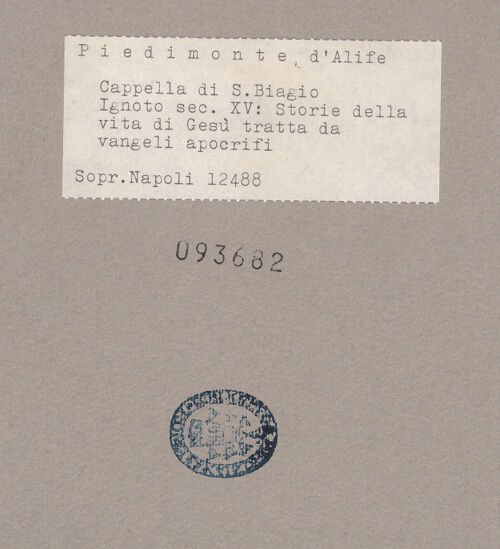 Piedimonte d'Alife
Cappella di S.Biagio
Ignoto sec. XV: Storie della
vita di Gesù tratta da
vangeli apocrifi
Sopr.Napoli 12488
093682